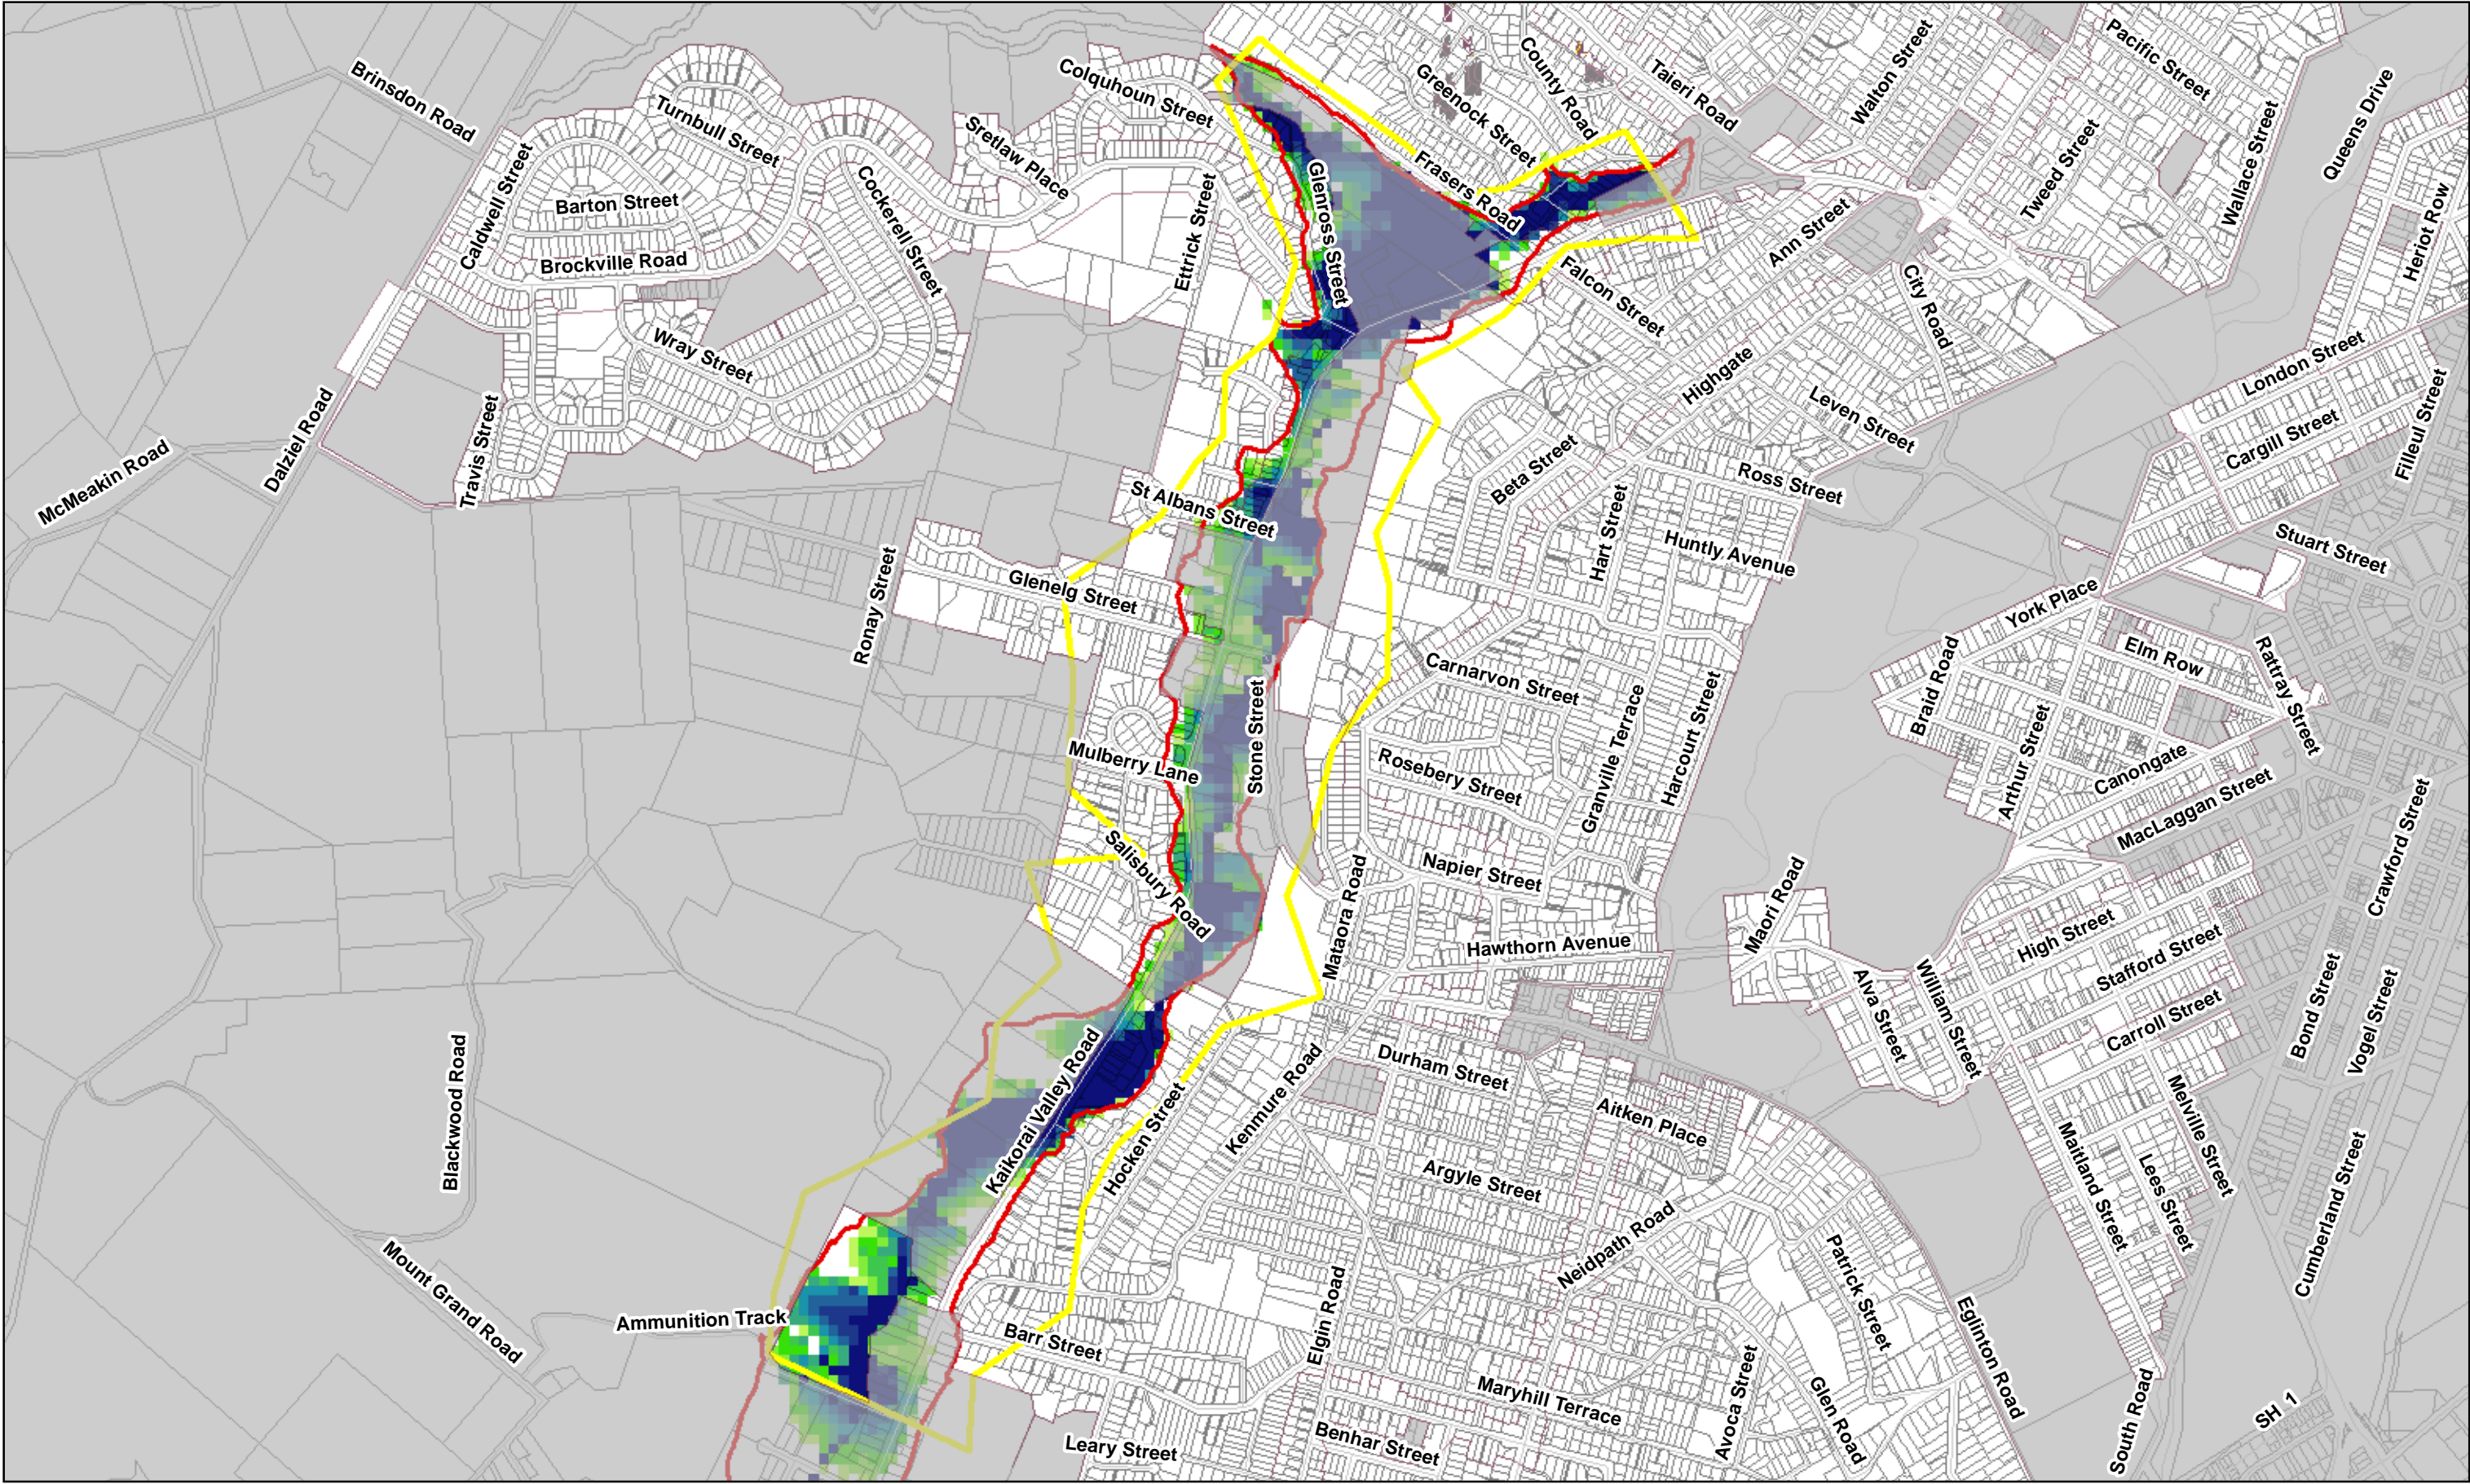 Brinsdon Road
Turnbull Street
Colquhoun Street
Sretlaw Place
Greenock Street
County Road
Taieri Road
Walton Street
Pacific Street
Queens Drive
Wallace Street
Tweed Street
Heriot Row
Caldwell Street
Barton Street
Cockerell Street
Brockville Road
Ettrick Street
Glenross Street
Frasers Road
Ann Street
Falcon Street
City Road
Wray Street
Highgate
London Street
Leven Street
Cargill Street
Filleul Street
Dalziel Road
McMeakin Road
Travis Street
St Albans Street
Beta Street
Ross Street
Hart Street
Huntly Avenue
Stuart Street
Ronay Street
Glenelg Street
York Place
Elm Row
Rattray Street
Braid Road
Carnarvon Street
Stone Street
Granville Terrace
Harcourt Street
Arthur Street
Mulberry Lane
Rosebery Street
Canongate
MacLaggan Street
Crawford Street
Salisbury Road
Napier Street
Mataora Road
Maori Road
Hawthorn Avenue
High Street
Stafford Street
Alva Street
William Street
Carroll Street
Bond Street
Vogel Street
Blackwood Road
Kaikorai Valley Road
Durham Street
Kenmure Road
Hocken Street
Aitken Place
Argyle Street
Melville Street
Maitland Street
Lees Street
Cumberland Street
Neidpath Road
Patrick Street
Mount Grand Road
Ammunition Track
Barr Street
Elgin Road
Eglinton Road
Maryhill Terrace
Avoca Street
Glen Road
South Road
SH 1
Leary Street
Benhar Street